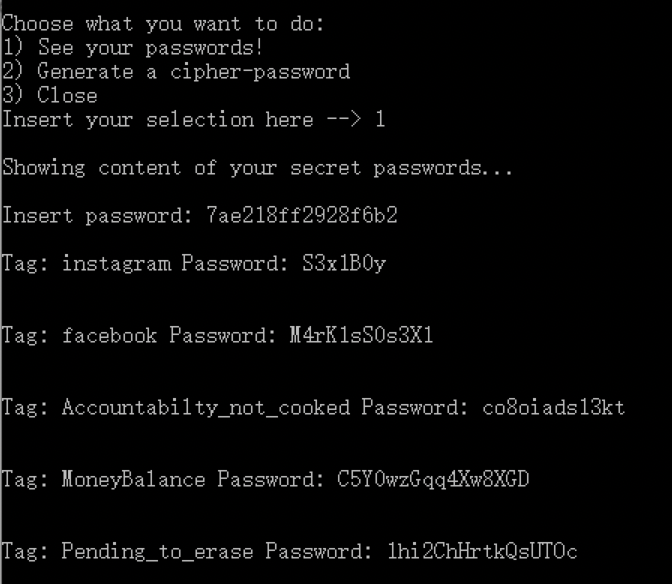 Choose what you want to do:
1) See your passwords!
2) Generate a cipher-password
3) Close
Insert your selection here --> 1
Showing content of your secret passwords...
Insert password: 7ae218ff2928f6b2
Tag: instagram Password: S3x1B0y
Tag: facebook Password: M4rK1sS0s3X1
Tag: Accountabilty_not_cooked Password: co8oiads13kt
Tag: MoneyBalance Password: C5Y0wzGqq4Xw8XGD
Tag: Pending_to_erase Password: 1hi2ChHrtkQsUTOc